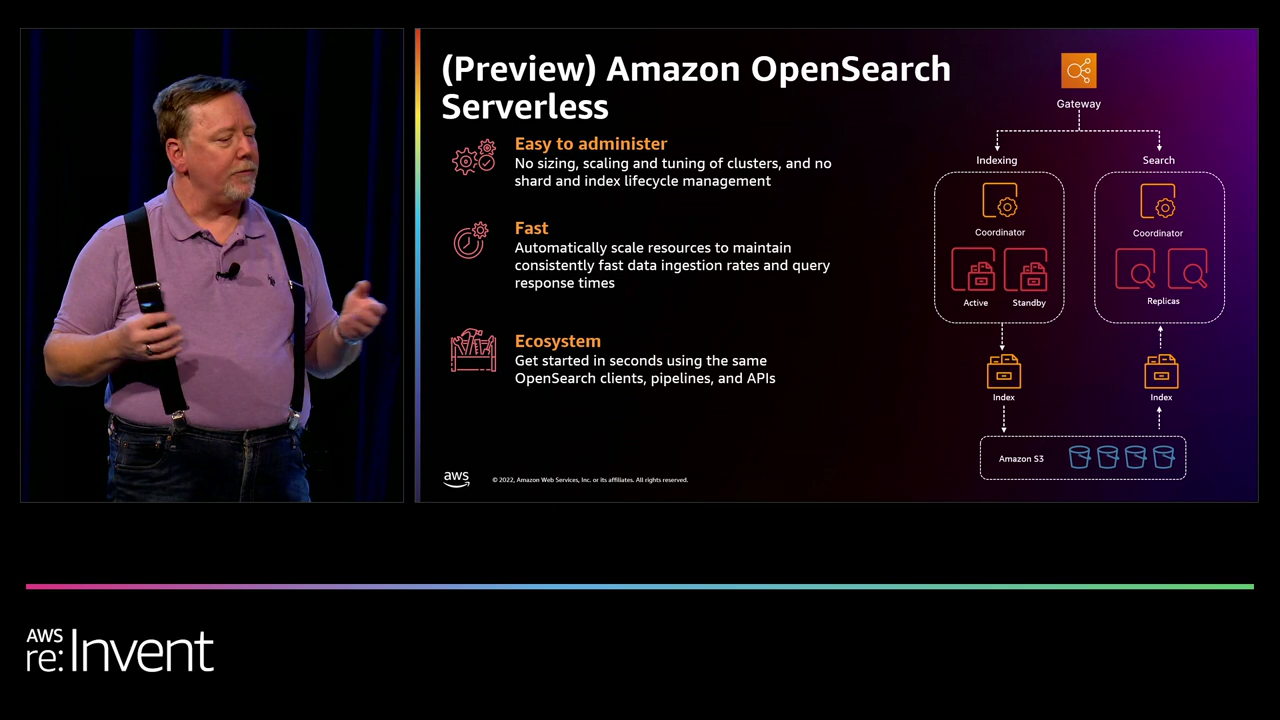 (Preview) Amazon OpenSearch
Serverless
Easy to administer
No sizing, scaling and tuning of clusters, and no
shard and index lifecycle management
Fast
Automatically scale resources to maintain
consistently fast data ingestion rates and query
response times
Ecosystem
Get started in seconds using the same
OpenSearch clients, pipelines, and APIs
aws
© 2022, Amazon Web Services, Inc. or its affiliates. All rights reserved.
Gateway
Indexing
Search
Coordinator
Coordinator
Active
Standby
Replicas
Index
Index
Amazon S3
AWS
re:Invent